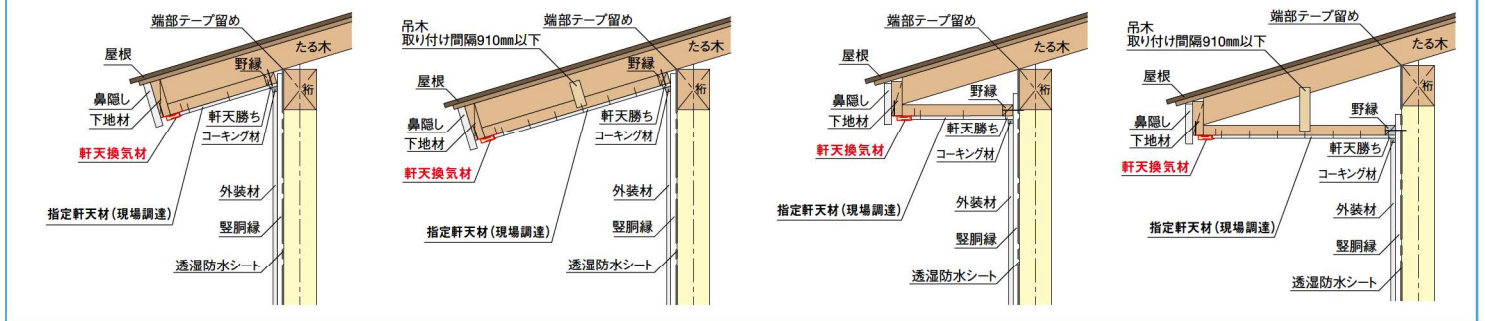 端部テープ留め
たる木
屋根
野縁
桁
鼻隠し
下地材
軒天勝ち
コーキング材
軒天換気材
外装材
指定軒天材(現場調達)
竪胴縁
透湿防水シート
端部テープ留め
吊木
取り付け間隔910mm以下
たる木
屋根
野縁
桁
鼻隠し
下地材
軒天勝ち
コーキング材
軒天換気材
外装材
指定軒天材(現場調達)
竪胴縁
透湿防水シート
端部テープ留め
たる木
屋根
野縁
桁
鼻隠し
下地材
軒天勝ち
コーキング材
軒天換気材
外装材
指定軒天材(現場調達)
竪胴縁
透湿防水シート
端部テープ留め
吊木
取り付け間隔910mm以下
たる木
屋根
野縁
桁
鼻隠し
下地材
軒天勝ち
コーキング材
軒天換気材
外装材
指定軒天材(現場調達)
竪胴縁
透湿防水シート